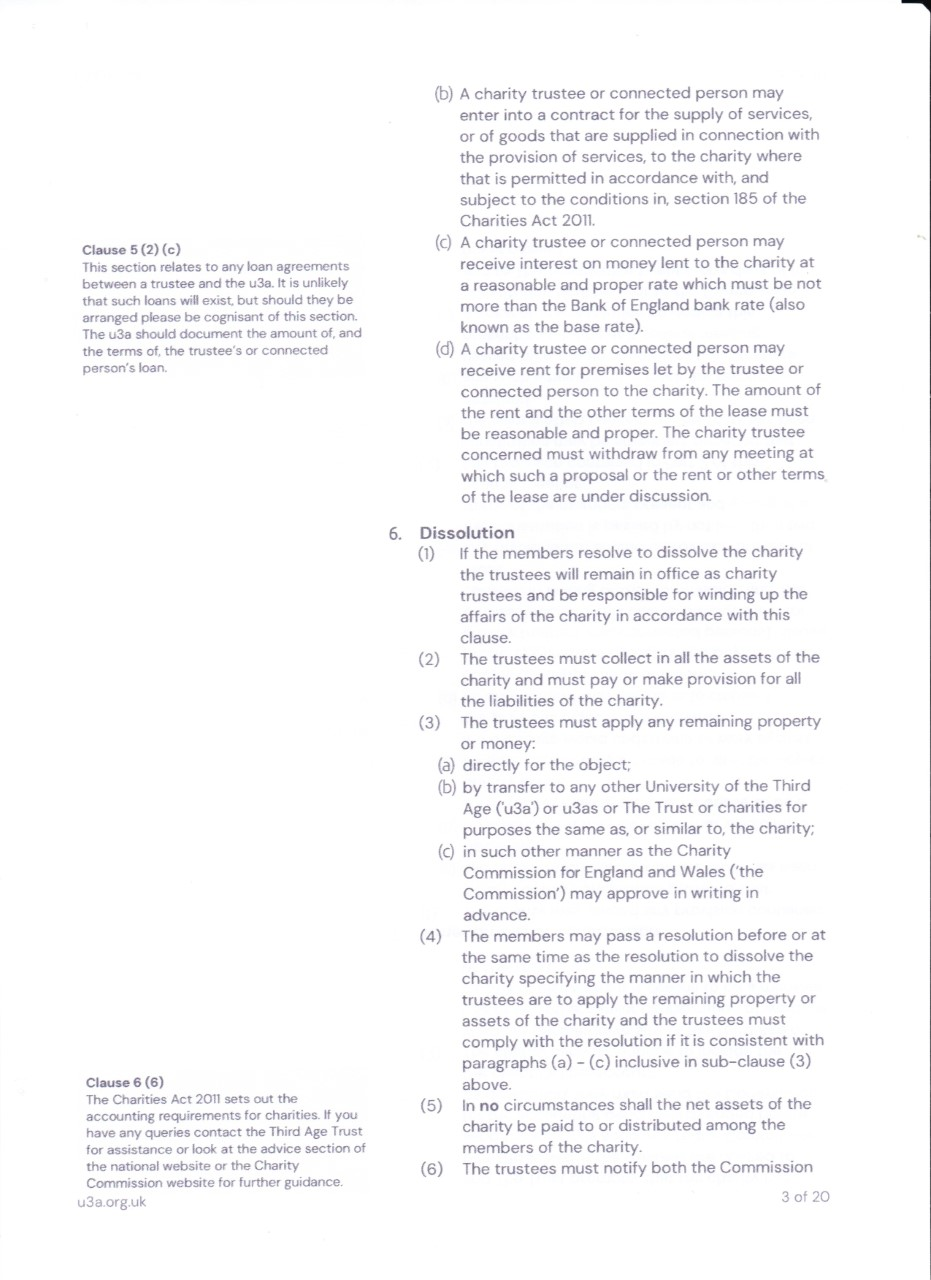 (b) A charity trustee or connected person may
enter into a contract for the supply of services,
or of goods that are supplied in connection with
the provision of services, to the charity where
that is permitted in accordance with, and
subject to the conditions in, section 185 of the
Charities Act 2011.
Clause 5 (2) (c)
This section relates to any loan agreements
between a trustee and the u3a. It is unlikely
that such loans will exist, but should they be
arranged please be cognisant of this section.
The u3a should document the amount of, and
the terms of, the trustee's or connected
person's loan.
(c) A charity trustee or connected person may
receive interest on money lent to the charity at
a reasonable and proper rate which must be not
more than the Bank of England bank rate (also
known as the base rate).
(d) A charity trustee or connected person may
receive rent for premises let by the trustee or
connected person to the charity. The amount of
the rent and the other terms of the lease must
be reasonable and proper. The charity trustee
concerned must withdraw from any meeting at
which such a proposal or the rent or other terms
of the lease are under discussion.
6. Dissolution
(1) If the members resolve to dissolve the charity
the trustees will remain in office as charity
trustees and be responsible for winding up the
affairs of the charity in accordance with this
clause.
(2) The trustees must collect in all the assets of the
charity and must pay or make provision for all
the liabilities of the charity.
(3) The trustees must apply any remaining property
or money:
(a) directly for the object;
(b) by transfer to any other University of the Third
Age ('u3a') or u3as or The Trust or charities for
purposes the same as, or similar to, the charity;
(c) in such other manner as the Charity
Commission for England and Wales ('the
Commission') may approve in writing in
advance.
(4) The members may pass a resolution before or at
the same time as the resolution to dissolve the
charity specifying the manner in which the
trustees are to apply the remaining property or
assets of the charity and the trustees must
comply with the resolution if it is consistent with
paragraphs (a) - (c) inclusive in sub-clause (3)
above.
(5) In no circumstances shall the net assets of the
charity be paid to or distributed among the
members of the charity.
(6) The trustees must notify both the Commission
Clause 6 (6)
The Charities Act 2011 sets out the
accounting requirements for charities. If you
have any queries contact the Third Age Trust
for assistance or look at the advice section of
the national website or the Charity
Commission website for further guidance.
u3a.org.uk
3 of 20